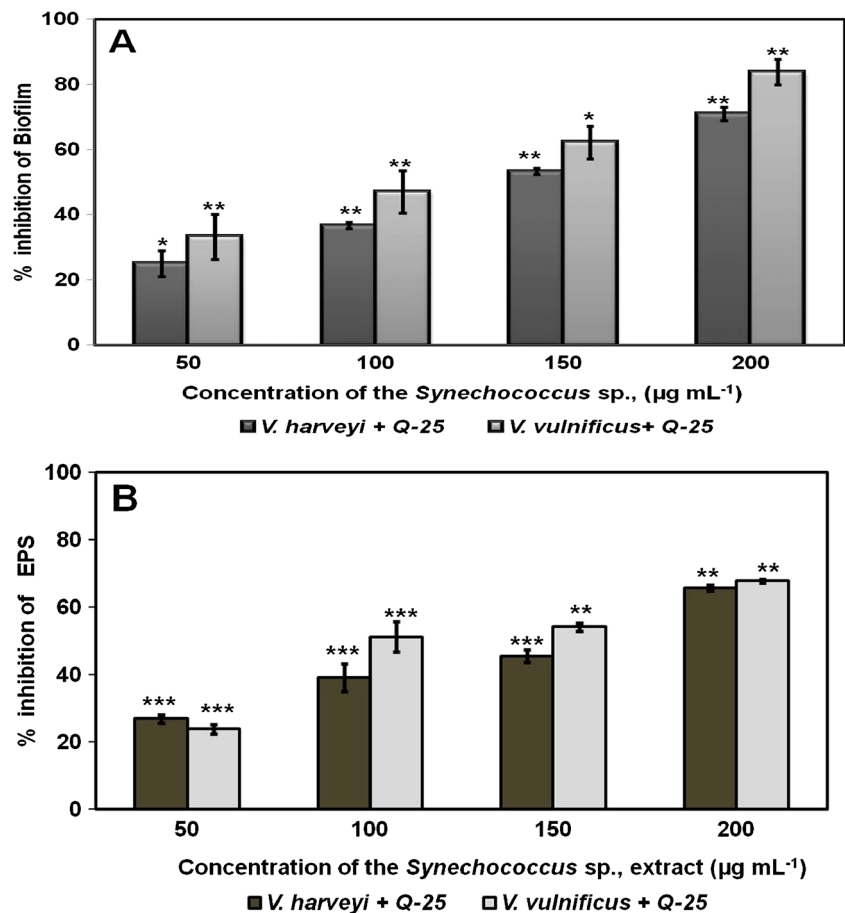 A
% inhibition of Biofilm
100
80
60
40
20
0
* ** ** ** ** * ** **
50 100 150 200
Concentration of the Synechococcus sp., (µg mL-1)
V. harveyi + Q-25 V. vulnificus+ Q-25
B
% inhibition of EPS
100
80
60
40
20
0
*** *** *** *** *** ** ** **
50 100 150 200
Concentration of the Synechococcus sp., extract (µg mL-1)
V. harveyi + Q-25 V. vulnificus + Q-25